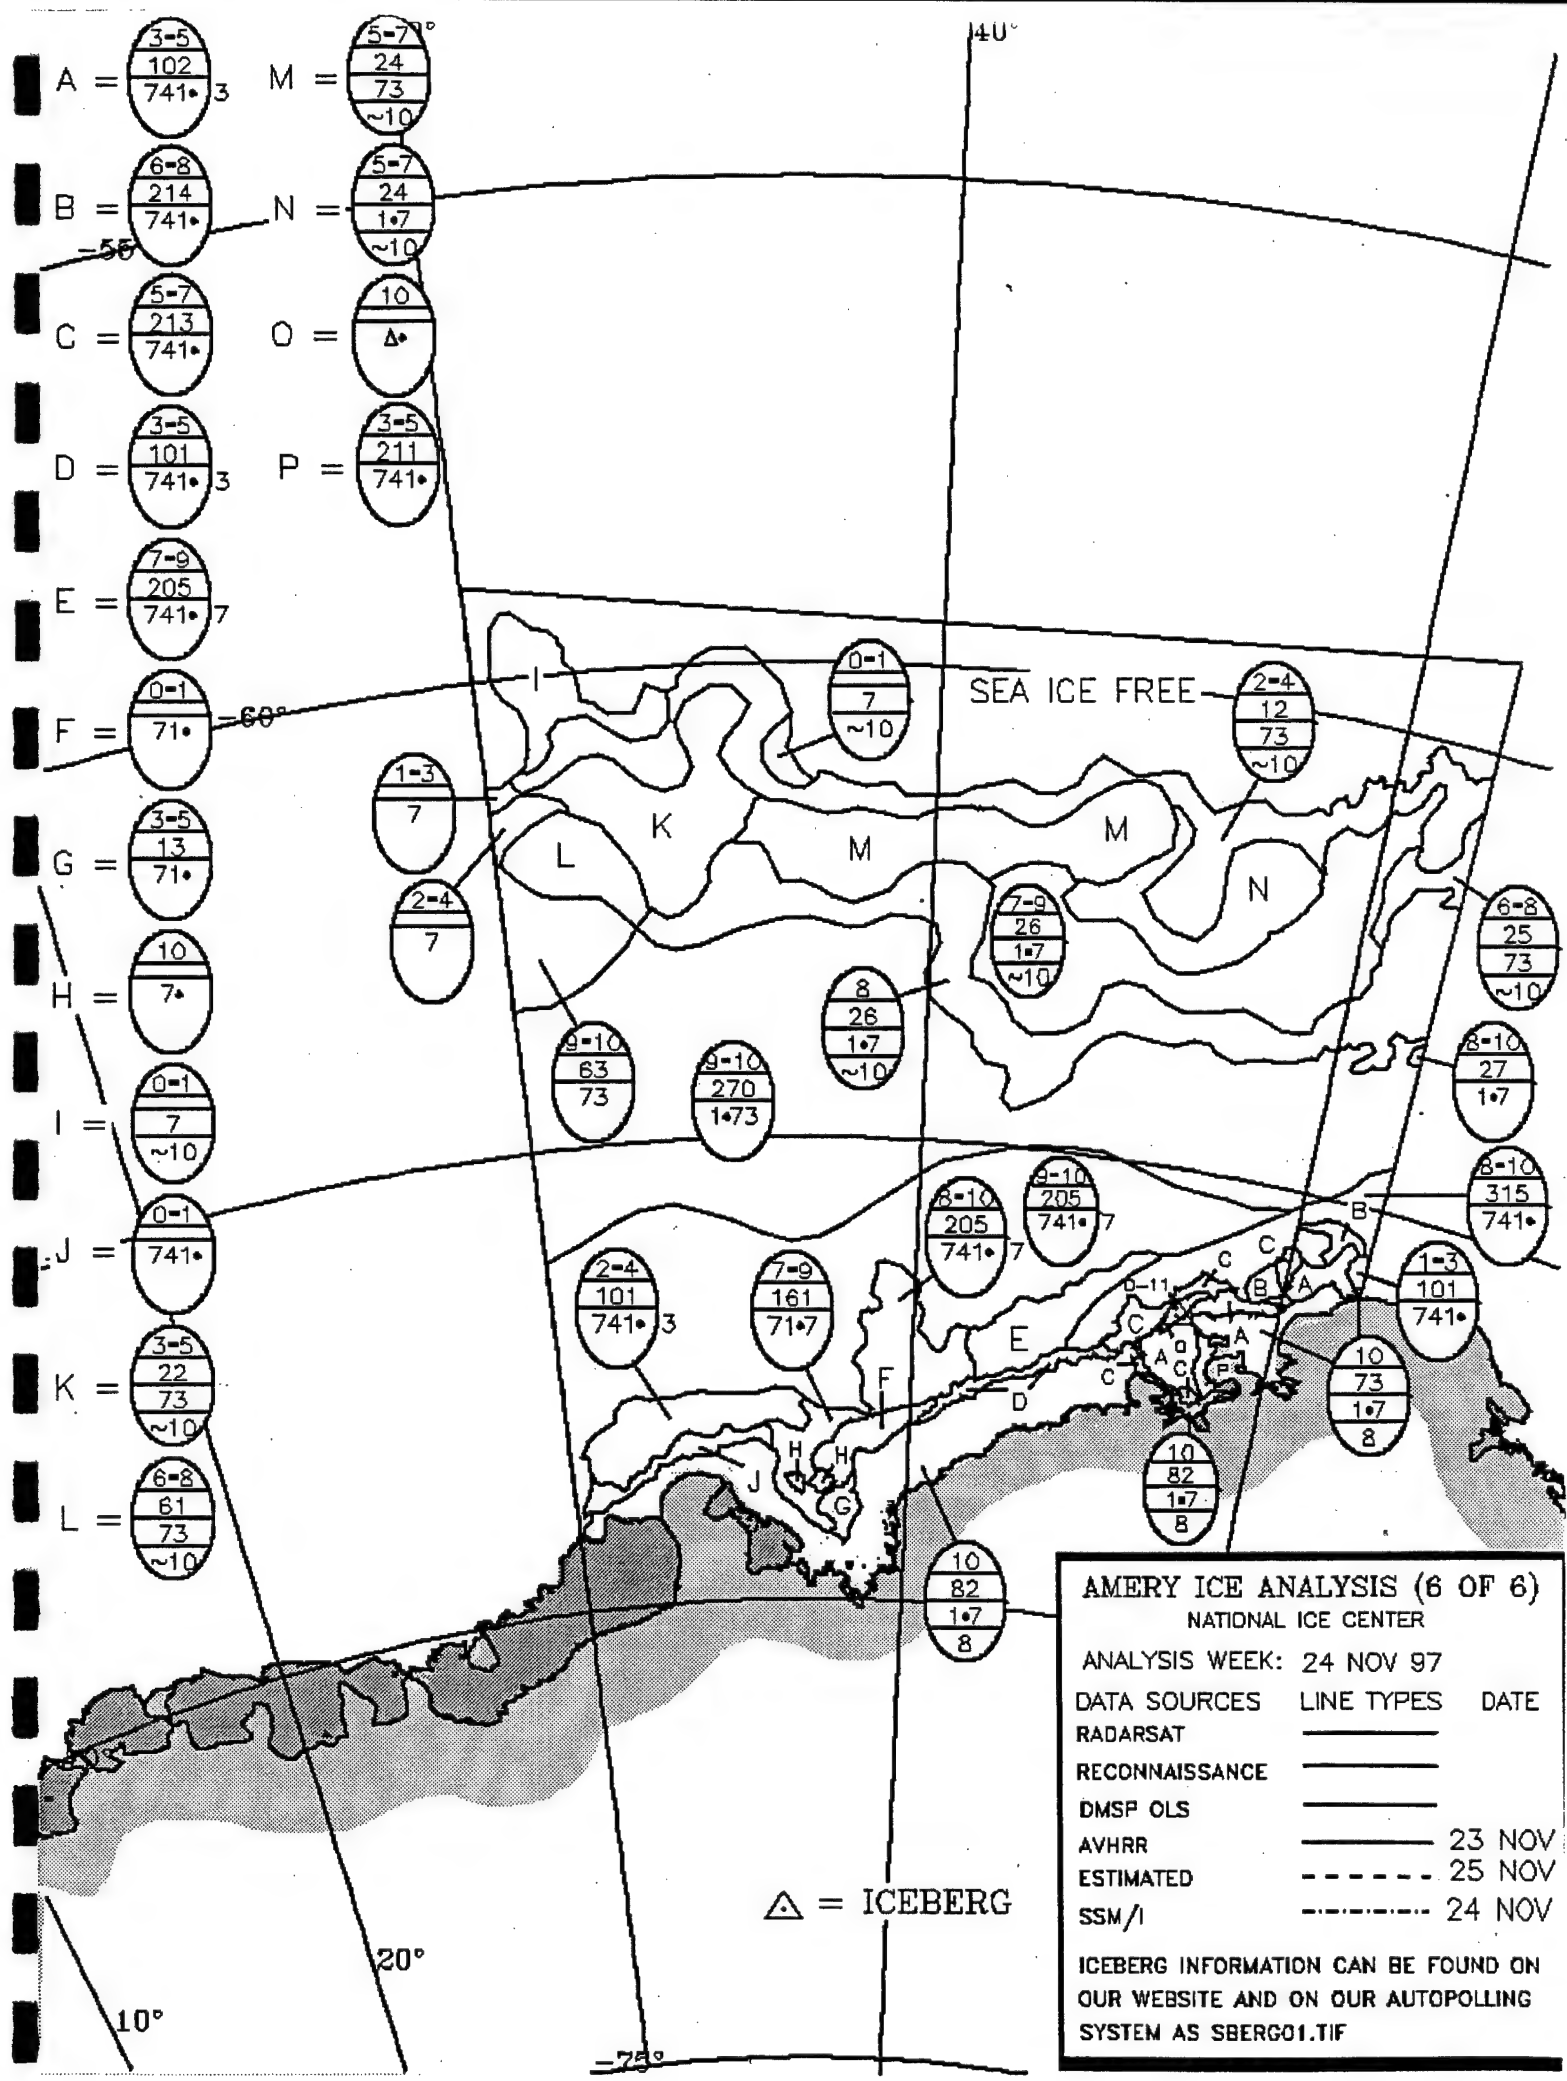 A =
3-5
102
741• 3
B =
6-8
214
741•
C =
5-7
213
741•
D =
3-5
101
741• 3
E =
7-9
205
741• 7
F =
0-1
71•
G =
3-5
13
71•
H =
10
7•
I =
0-1
7
~10
J =
0-1
741•
K =
3-5
22
73
~10
L =
6-8
61
73
~10
M =
5-7
24
73
~10
N =
5-7
24
1•7
~10
O =
10
Δ•
P =
3-5
211
741•
40°
-55
-60°
I
0-1
7
~10
SEA ICE FREE
2-4
12
73
~10
1-3
7
K
L
M
M
N
2-4
7
7-9
26
1•7
~10
6-8
25
73
~10
8
26
1•7
~10
9-10
63
73
9-10
270
1•73
8-10
27
1•7
8-10
205
741• 7
9-10
205
741• 7
8-10
315
741•
B
C
C
2-4
101
741• 3
7-9
161
71•7
D-11
B
A
1-3
101
741•
C
E
A
A
C
P
C
F
D
10
73
1•7
8
H
H
J
G
10
82
1•7
8
10
82
1•7
8
AMERY ICE ANALYSIS (6 OF 6)
NATIONAL ICE CENTER
ANALYSIS WEEK: 24 NOV 97
DATA SOURCES LINE TYPES DATE
RADARSAT
RECONNAISSANCE
DMSP OLS
AVHRR 23 NOV
ESTIMATED 25 NOV
SSM/I 24 NOV
ICEBERG INFORMATION CAN BE FOUND ON
OUR WEBSITE AND ON OUR AUTOPOLLING
SYSTEM AS SBERG01.TIF
= ICEBERG
20°
10°
-75°